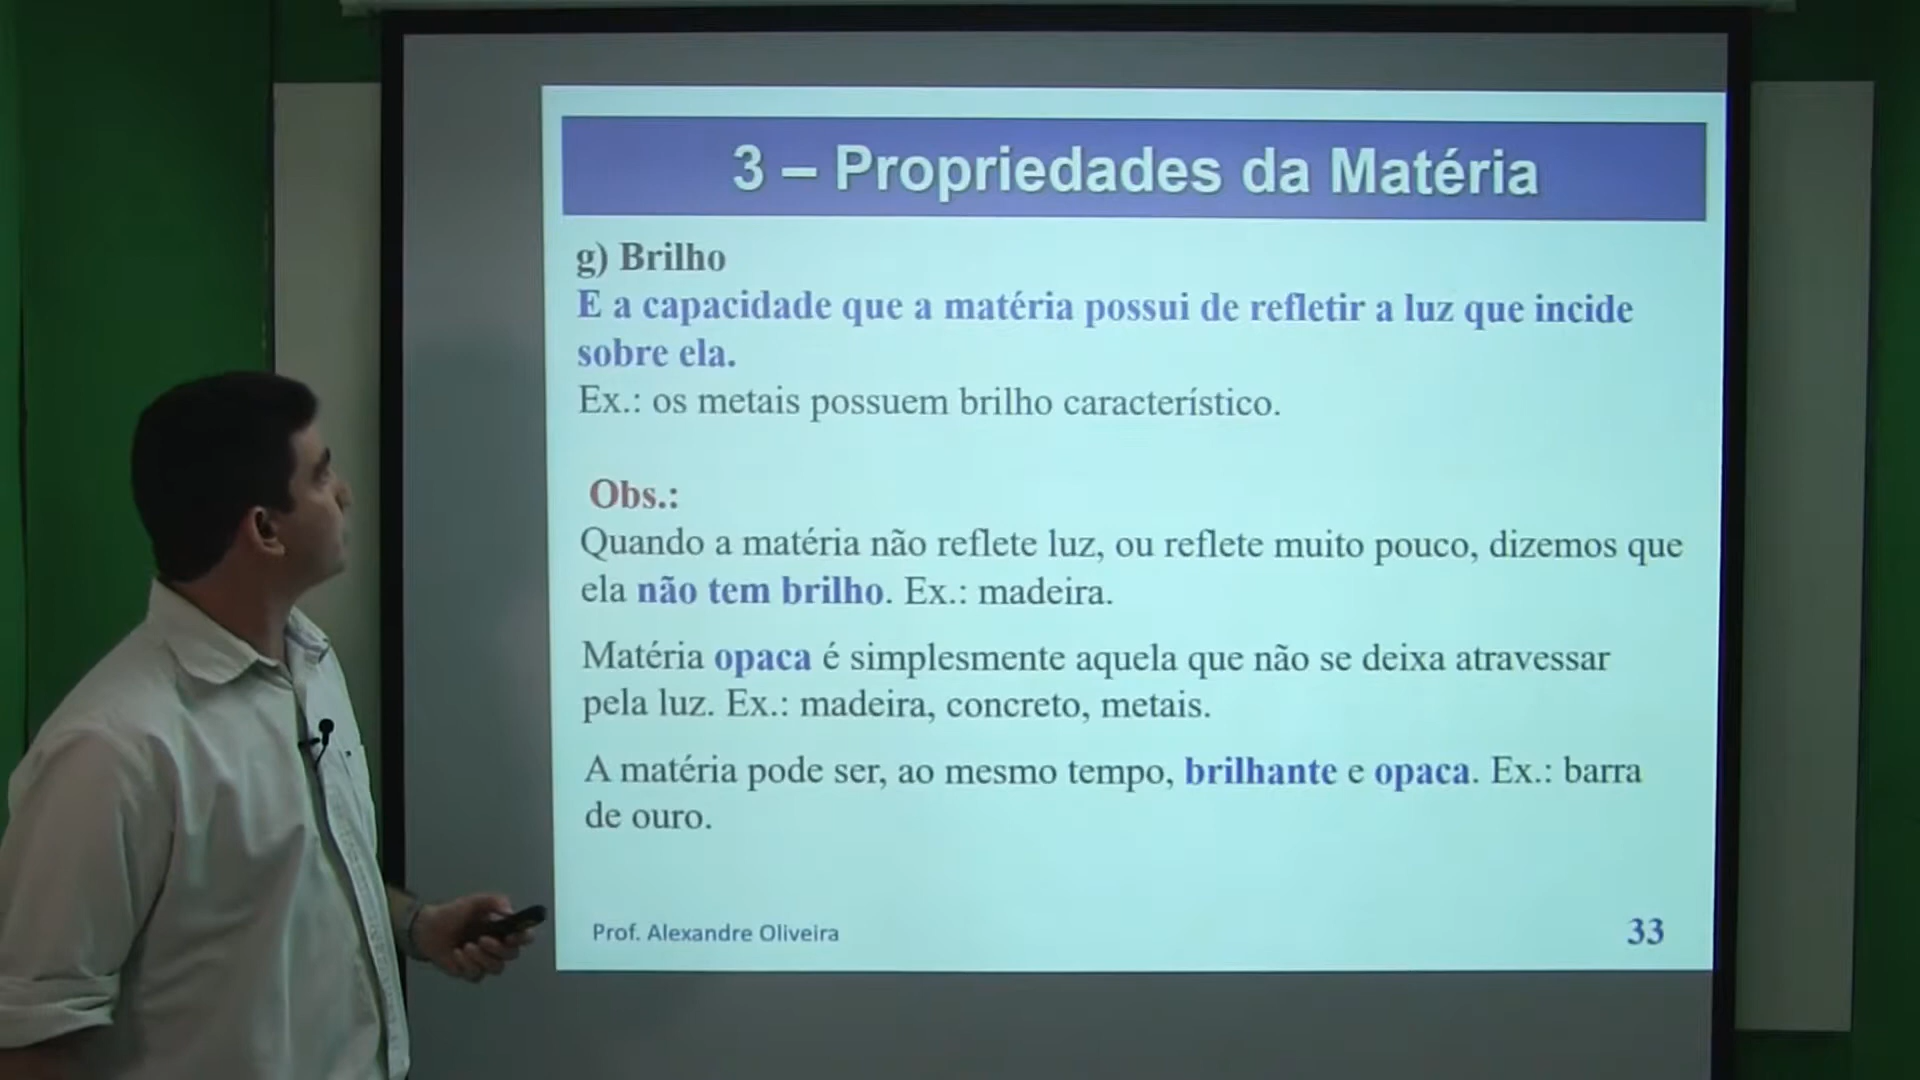 3 – Propriedades da Matéria
g) Brilho
E a capacidade que a matéria possui de refletir a luz que incide
sobre ela.
Ex.: os metais possuem brilho característico.
Obs.:
Quando a matéria não reflete luz, ou reflete muito pouco, dizemos que
ela não tem brilho. Ex.: madeira.
Matéria opaca é simplesmente aquela que não se deixa atravessar
pela luz. Ex.: madeira, concreto, metais.
A matéria pode ser, ao mesmo tempo, brilhante e opaca. Ex.: barra
de ouro.
Prof. Alexandre Oliveira
33